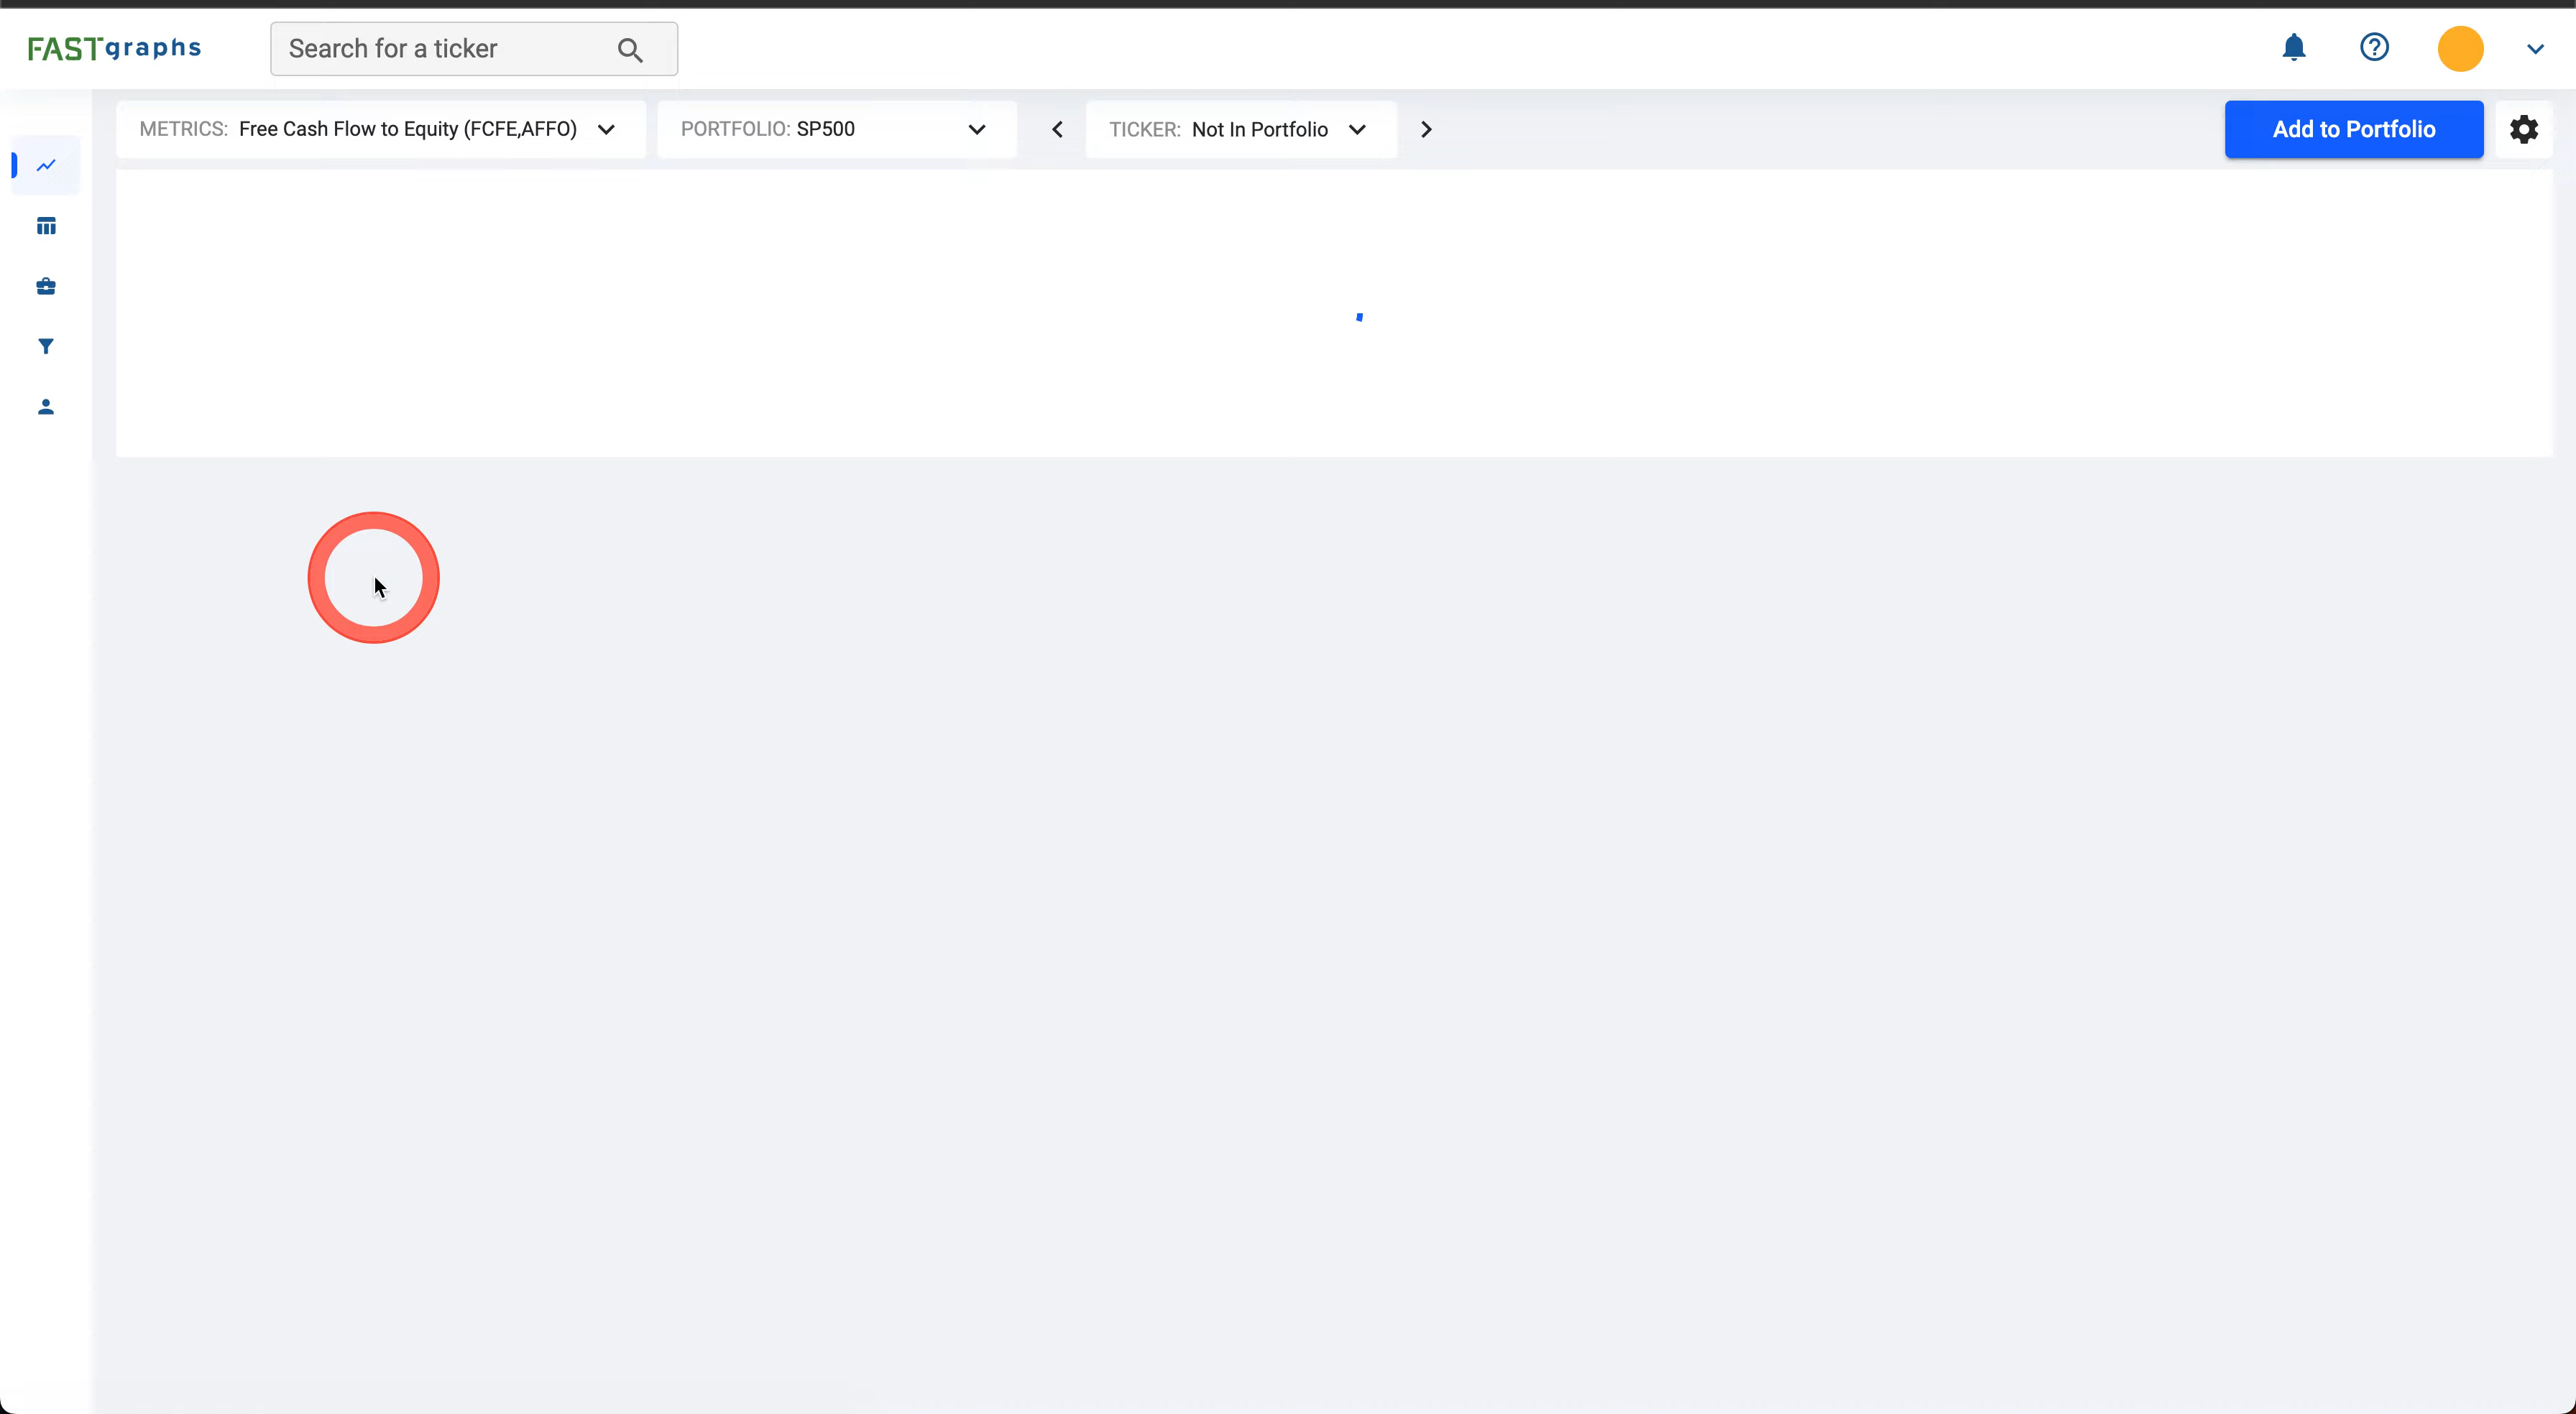 FASTgraphs
Search for a ticker
METRICS: Free Cash Flow to Equity (FCFE,AFFO)
PORTFOLIO: SP500
TICKER: Not In Portfolio
Add to Portfolio